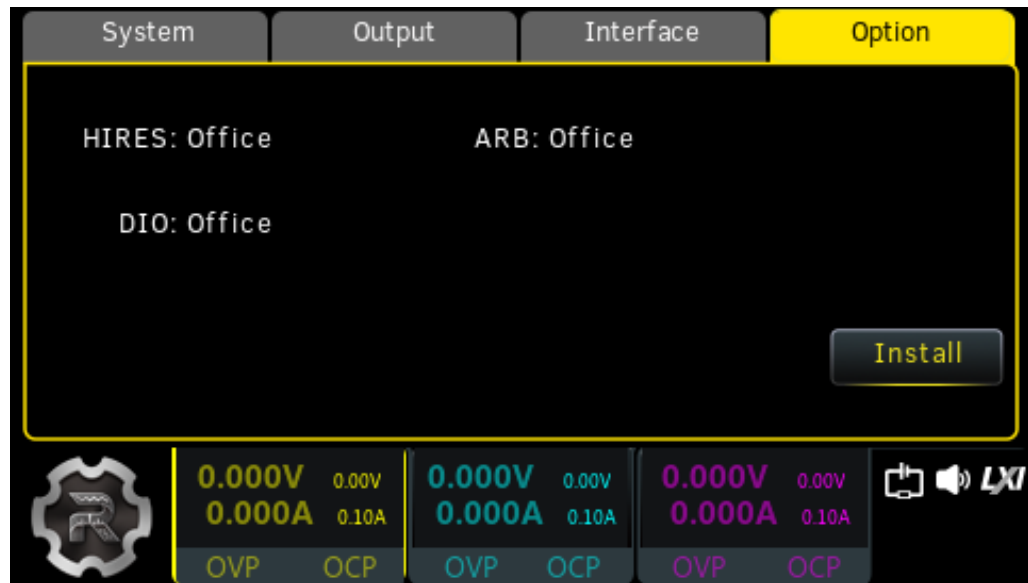 System Output Interface Option
HIRES: Office ARB: Office
DIO: Office
Install
0.000V 0.00V 0.000V 0.00V 0.000V 0.00V LXI
0.000A 0.10A 0.000A 0.10A 0.000A 0.10A
OVP OCP OVP OCP OVP OCP
R